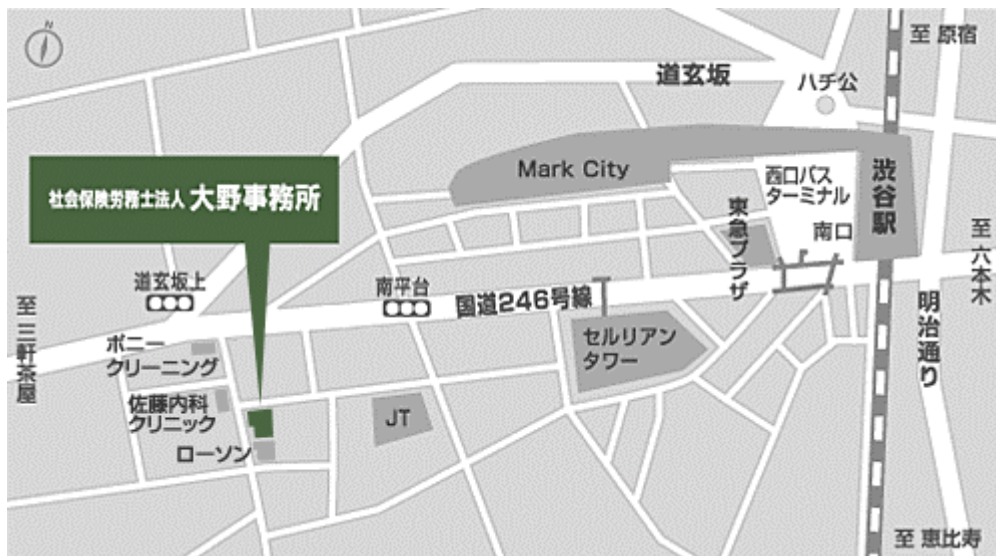 N
至 原宿
道玄坂
ハチ公
Mark City
西口バス
ターミナル
渋谷駅
社会保険労務士法人 大野事務所
東急プラザ
南口
至 六本木
道玄坂上
南平台
国道246号線
至 三軒茶屋
明治通り
ポニー
クリーニング
セルリアン
タワー
佐藤内科
クリニック
JT
ローソン
至 恵比寿